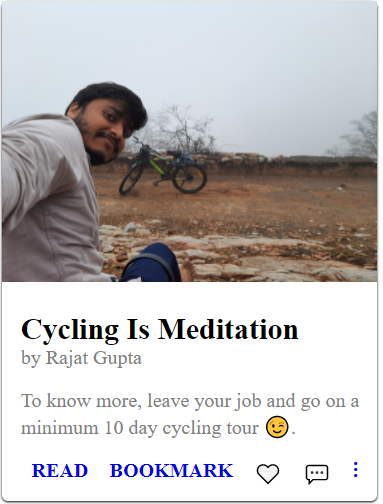 Cycling Is Meditation
by Rajat Gupta
To know more, leave your job and go on a
minimum 10 day cycling tour 😉.
READ BOOKMARK